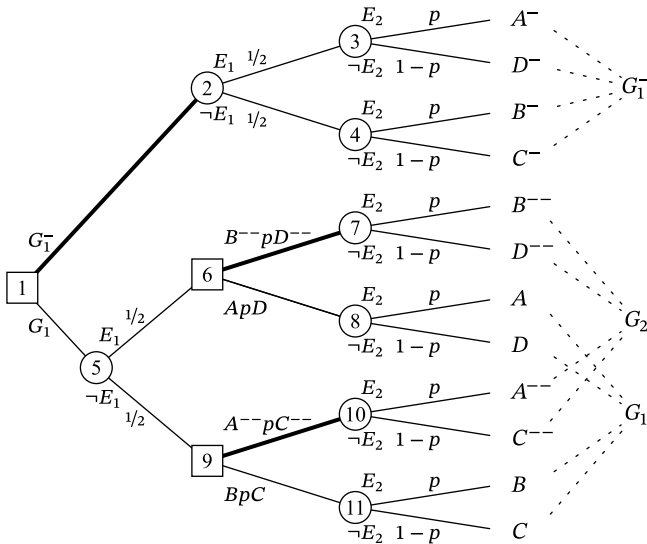 E₂ p A⁻
3
E₁ ½
¬E₂ 1 − p D⁻
2 G₁⁻
¬E₁ ½ E₂ p B⁻
4
¬E₂ 1 − p C⁻
E₂ p B⁻⁻
G₁⁻ B⁻⁻pD⁻⁻ 7
¬E₂ 1 − p D⁻⁻
1 6
E₂ p A
G₁ ½ ApD 8 G₂
E₁ ¬E₂ 1 − p D
5
¬E₁ ½ E₂ p A⁻⁻
A⁻⁻pC⁻⁻ 10 G₁
¬E₂ 1 − p C⁻⁻
9
E₂ p B
BpC 11
¬E₂ 1 − p C